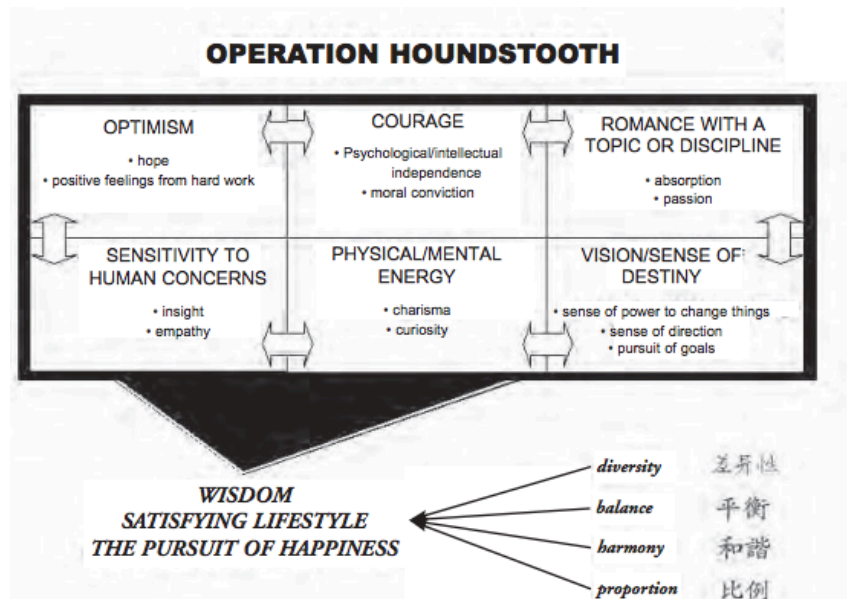 OPERATION HOUNDSTOOTH
OPTIMISM
• hope
• positive feelings from hard work
COURAGE
• Psychological/intellectual
independence
• moral conviction
ROMANCE WITH A
TOPIC OR DISCIPLINE
• absorption
• passion
SENSITIVITY TO
HUMAN CONCERNS
• insight
• empathy
PHYSICAL/MENTAL
ENERGY
• charisma
• curiosity
VISION/SENSE OF
DESTINY
• sense of power to change things
• sense of direction
• pursuit of goals
WISDOM
SATISFYING LIFESTYLE
THE PURSUIT OF HAPPINESS
diversity 差异性
balance 平衡
harmony 和諧
proportion 比例